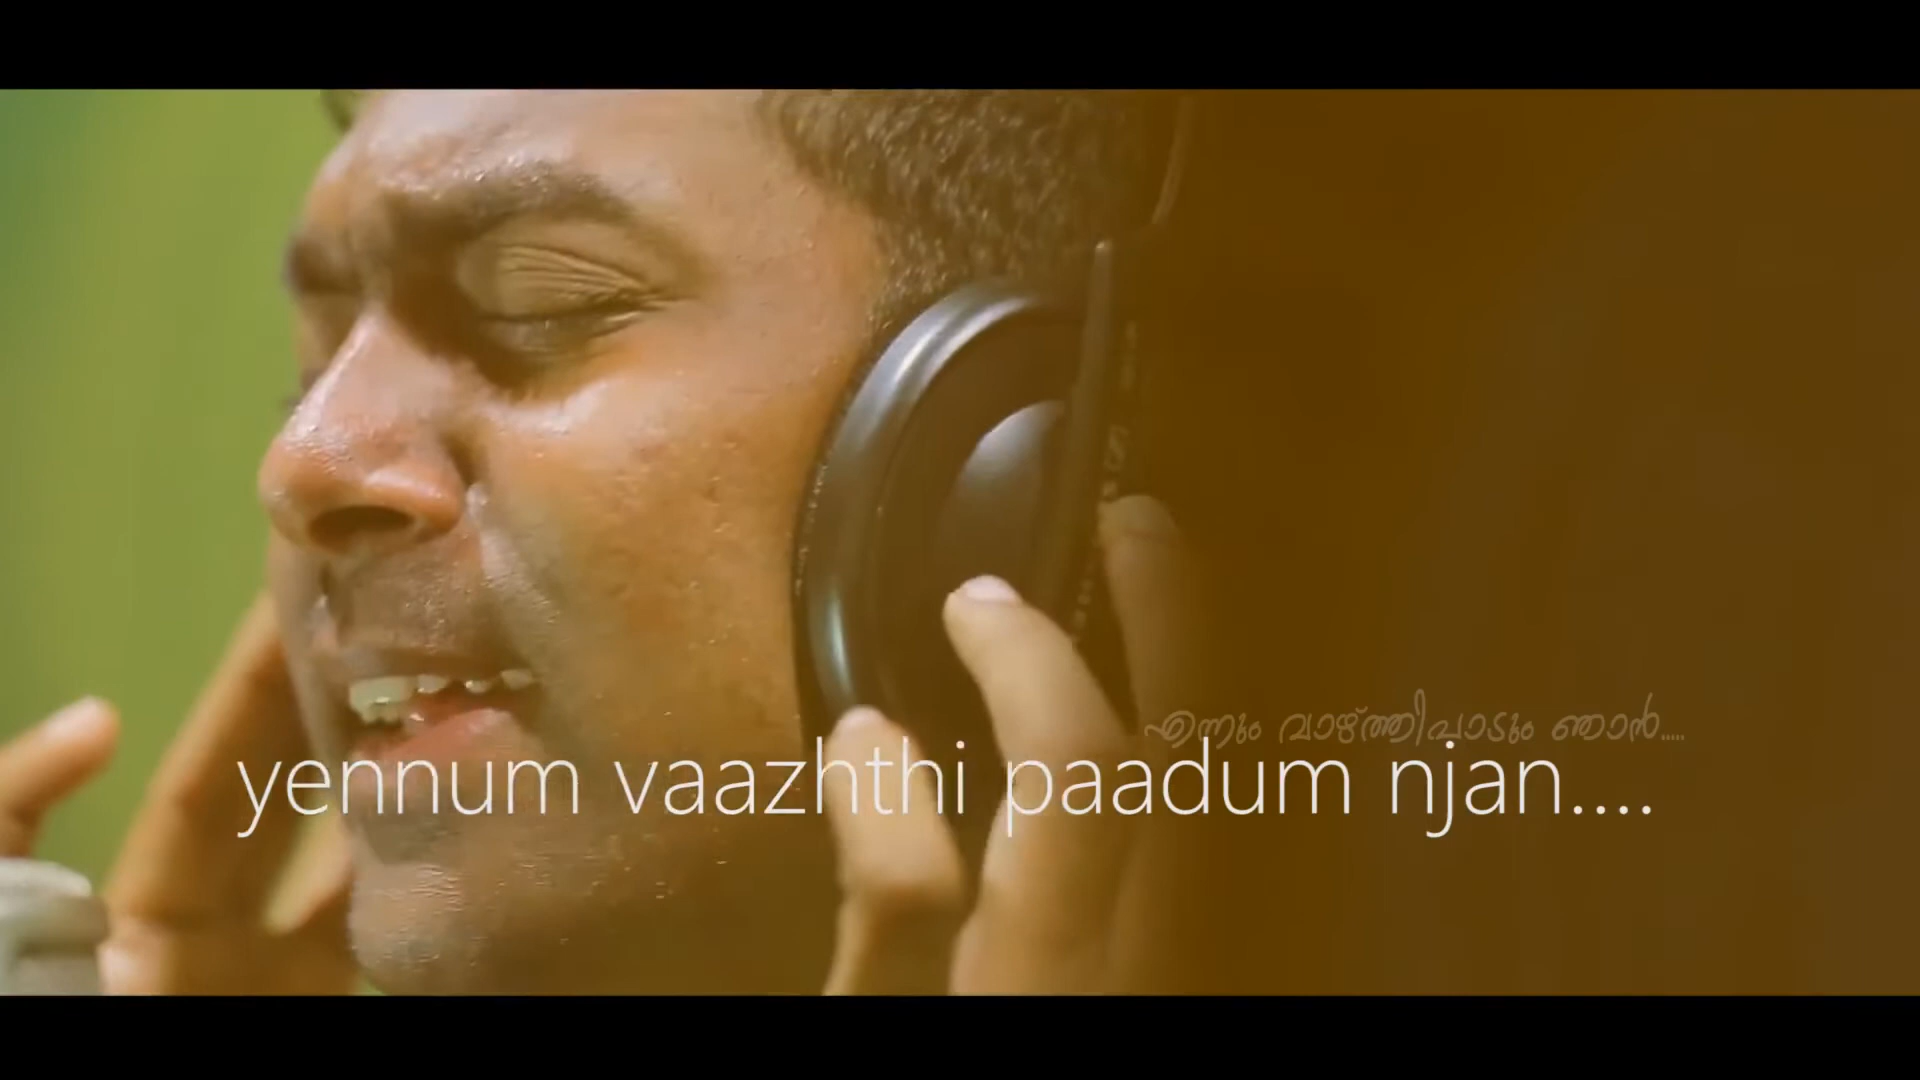 എന്നും വാഴ്ത്തിപാടും ഞാൻ.....
yennum vaazhthi paadum njan....